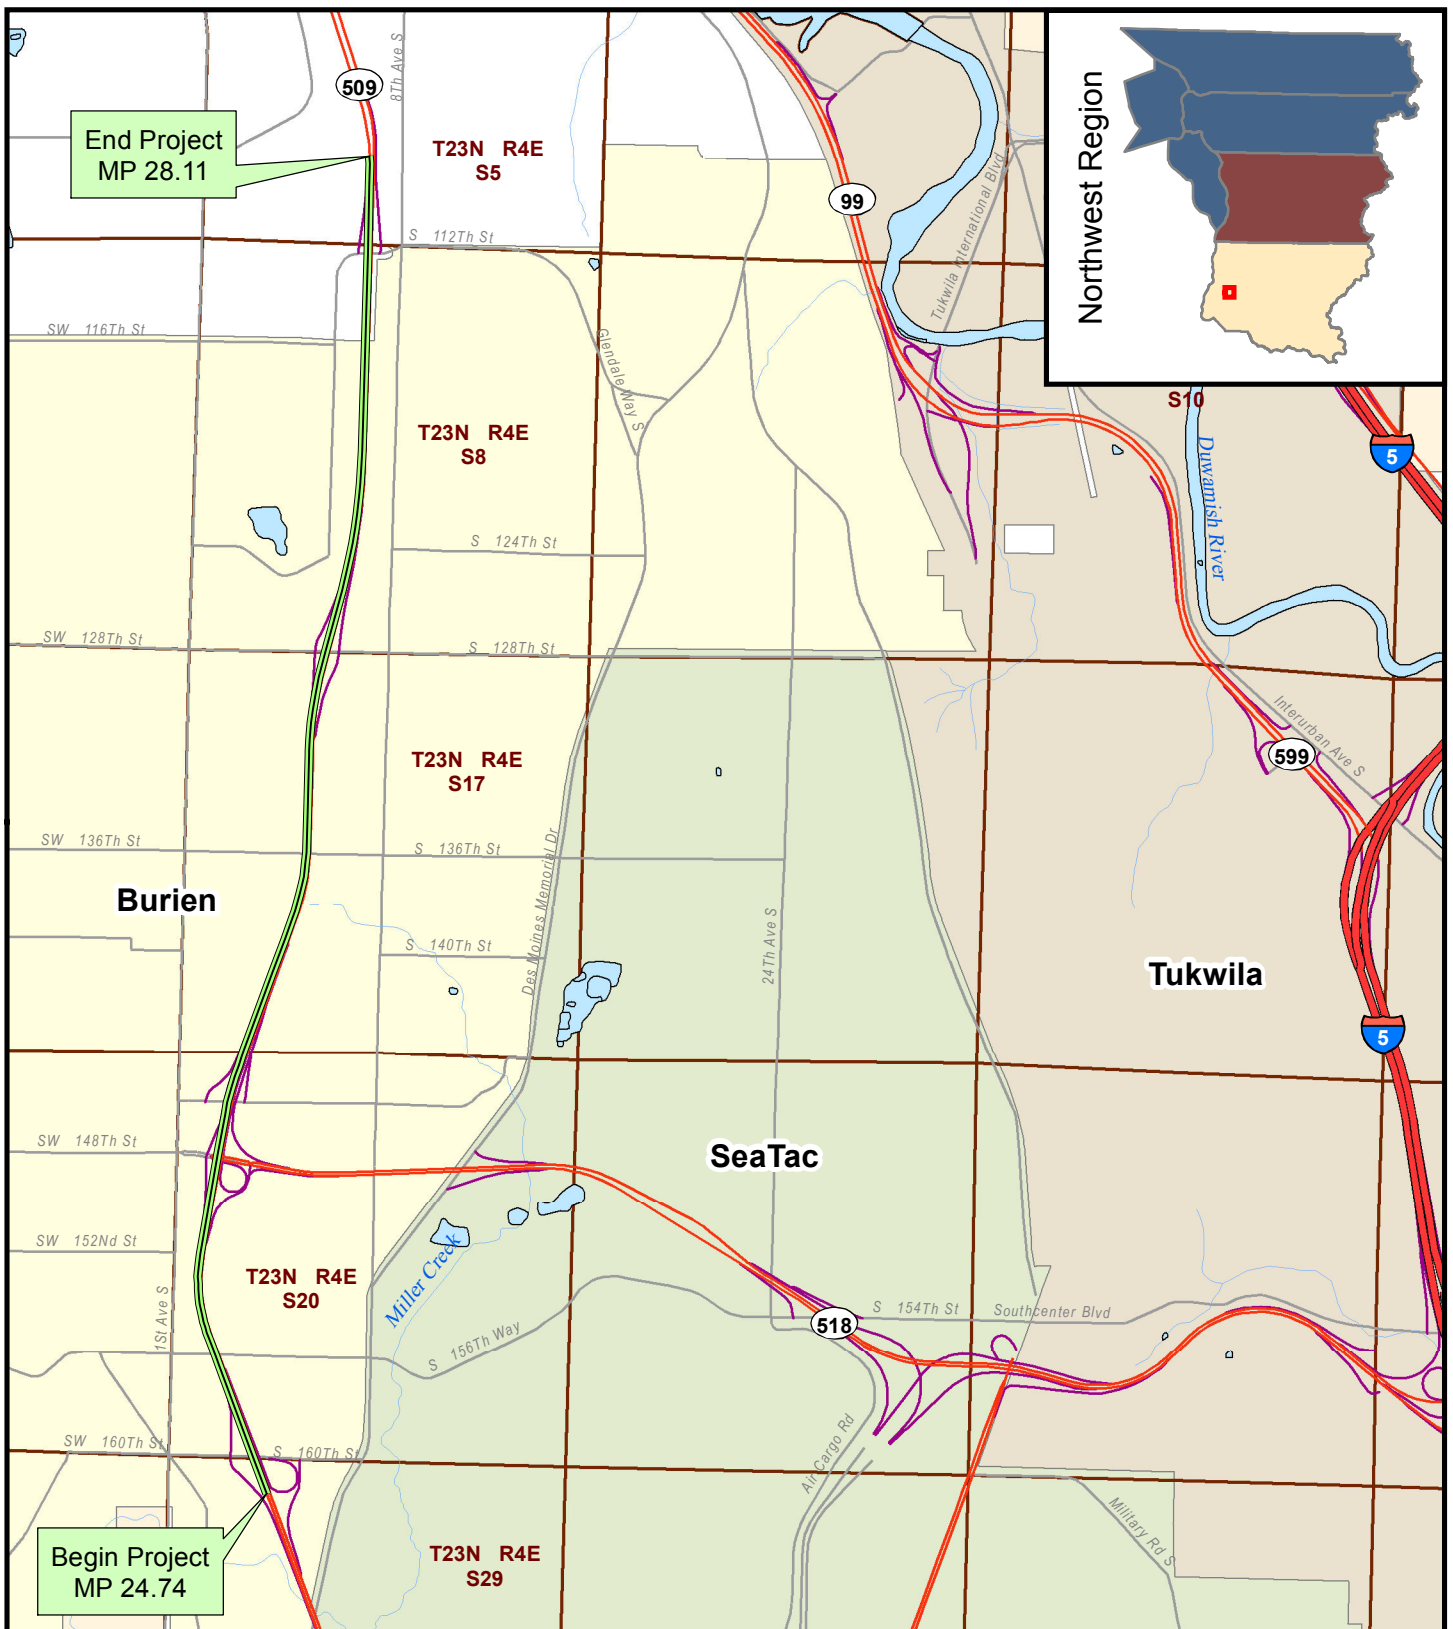 509
8Th Ave S
End Project
MP 28.11
T23N R4E
S5
99
Tukwila International Blvd
Northwest Region
S 112Th St
SW 116Th St
Glendale Way S
S10
5
T23N R4E
S8
Duwamish River
S 124Th St
SW 128Th St
S 128Th St
Interurban Ave S
599
T23N R4E
S17
SW 136Th St
S 136Th St
Des Moines Memorial Dr
Burien
S 140Th St
24Th Ave S
Tukwila
5
SW 148Th St
SeaTac
SW 152Nd St
Miller Creek
T23N R4E
S20
1St Ave S
S 156Th Way
518
S 154Th St
Southcenter Blvd
SW 160Th St
S 160Th St
Air Cargo Rd
Military Rd S
Begin Project
MP 24.74
T23N R4E
S29